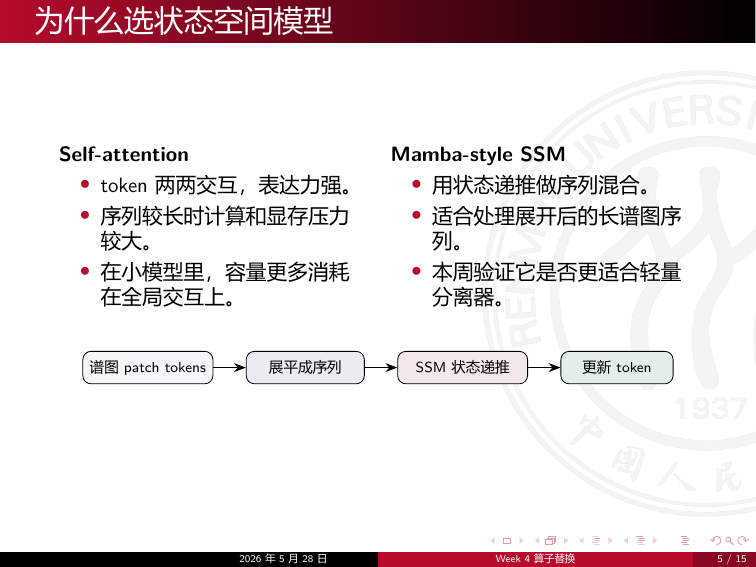 为什么选状态空间模型
Self-attention
• token 两两交互，表达力强。
• 序列较长时计算和显存压力
较大。
• 在小模型里，容量更多消耗
在全局交互上。
Mamba-style SSM
• 用状态递推做序列混合。
• 适合处理展开后的长谱图序
列。
• 本周验证它是否更适合轻量
分离器。
谱图 patch tokens
展平成序列
SSM 状态递推
更新 token
1937
中国人民
2026 年 5 月 28 日
Week 4 算子替换
5 / 15